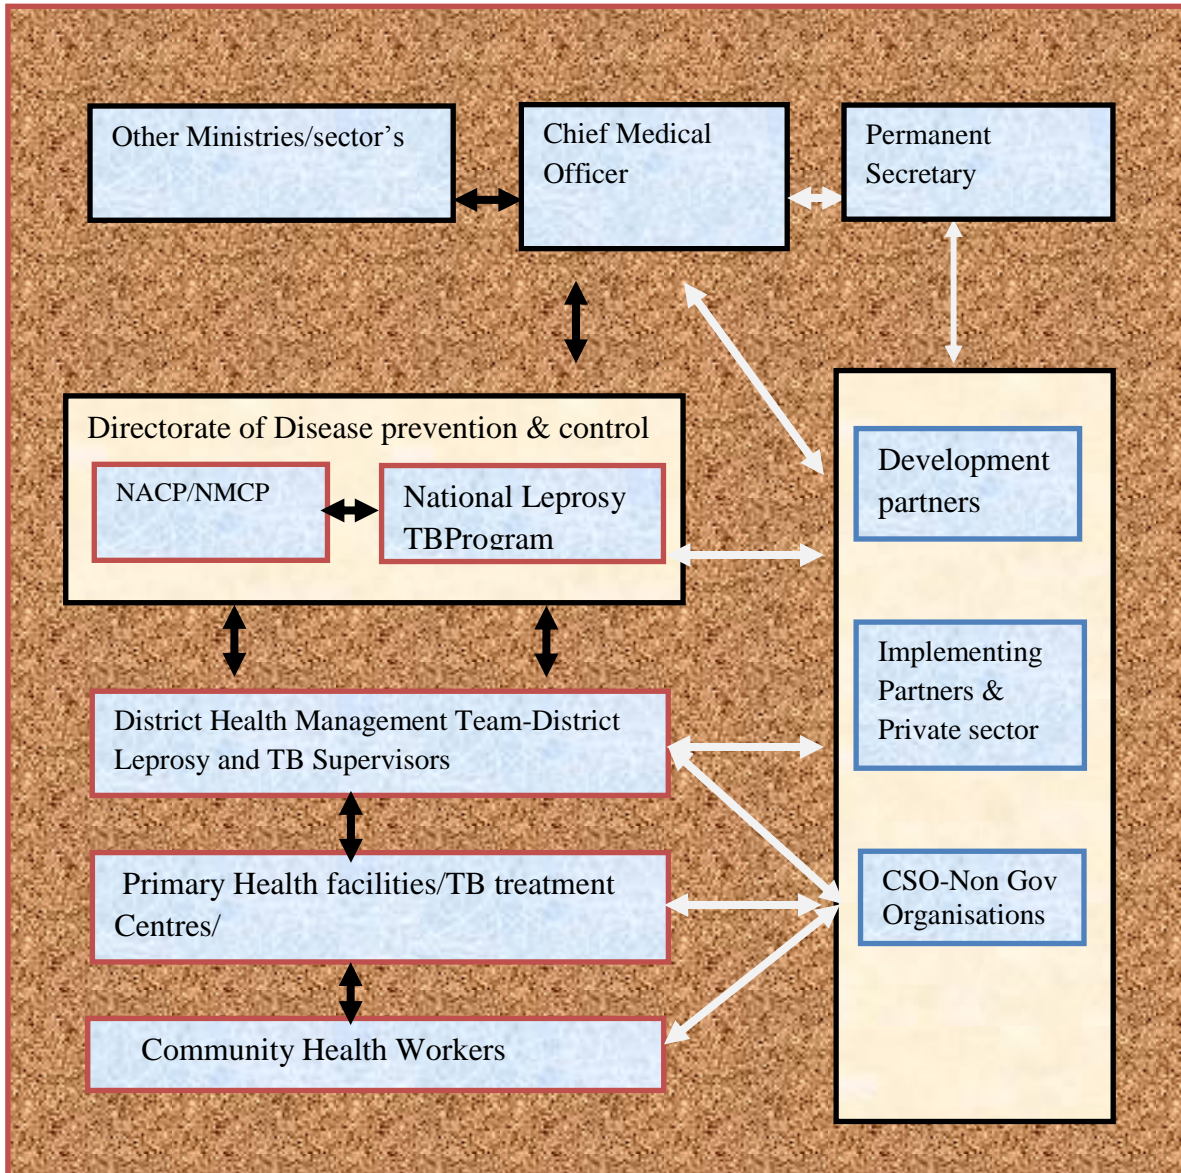 Other Ministries/sector's
Chief Medical
Officer
Permanent
Secretary
Directorate of Disease prevention & control
NACP/NMCP
National Leprosy
TBProgram
Development
partners
Implementing
Partners &
Private sector
District Health Management Team-District
Leprosy and TB Supervisors
Primary Health facilities/TB treatment
Centres/
CSO-Non Gov
Organisations
Community Health Workers